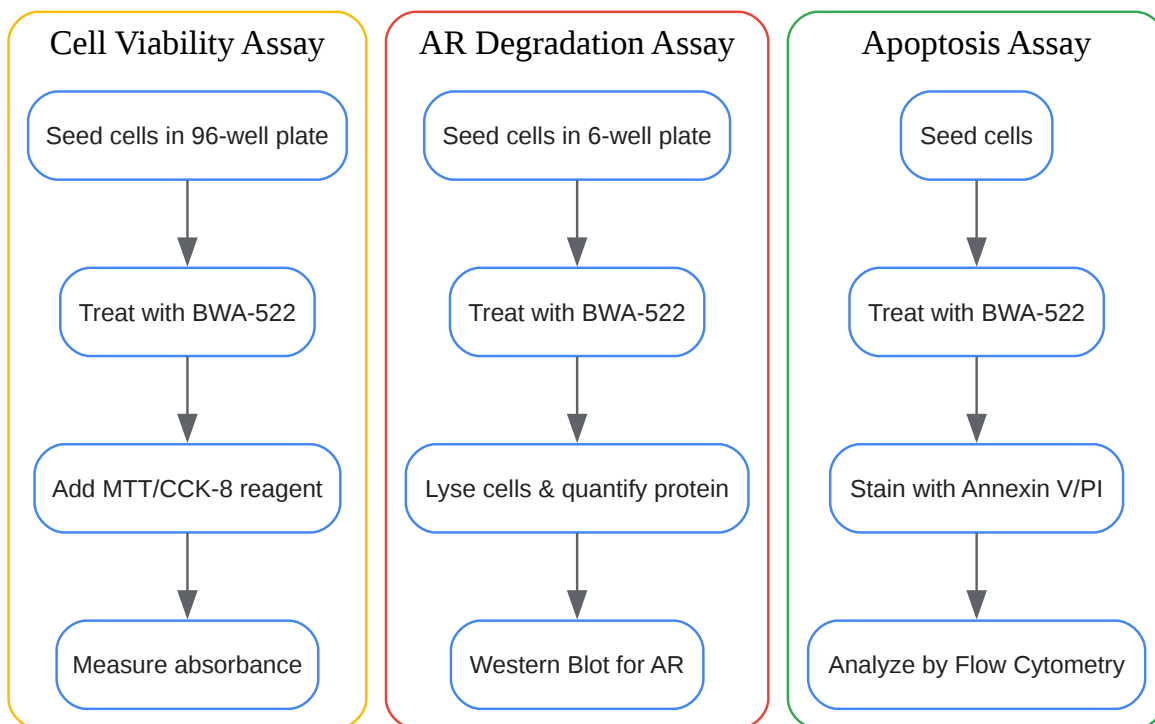 Cell Viability Assay
Seed cells in 96-well plate
Treat with BWA-522
Add MTT/CCK-8 reagent
Measure absorbance
AR Degradation Assay
Seed cells in 6-well plate
Treat with BWA-522
Lyse cells & quantify protein
Western Blot for AR
Apoptosis Assay
Seed cells
Treat with BWA-522
Stain with Annexin V/PI
Analyze by Flow Cytometry